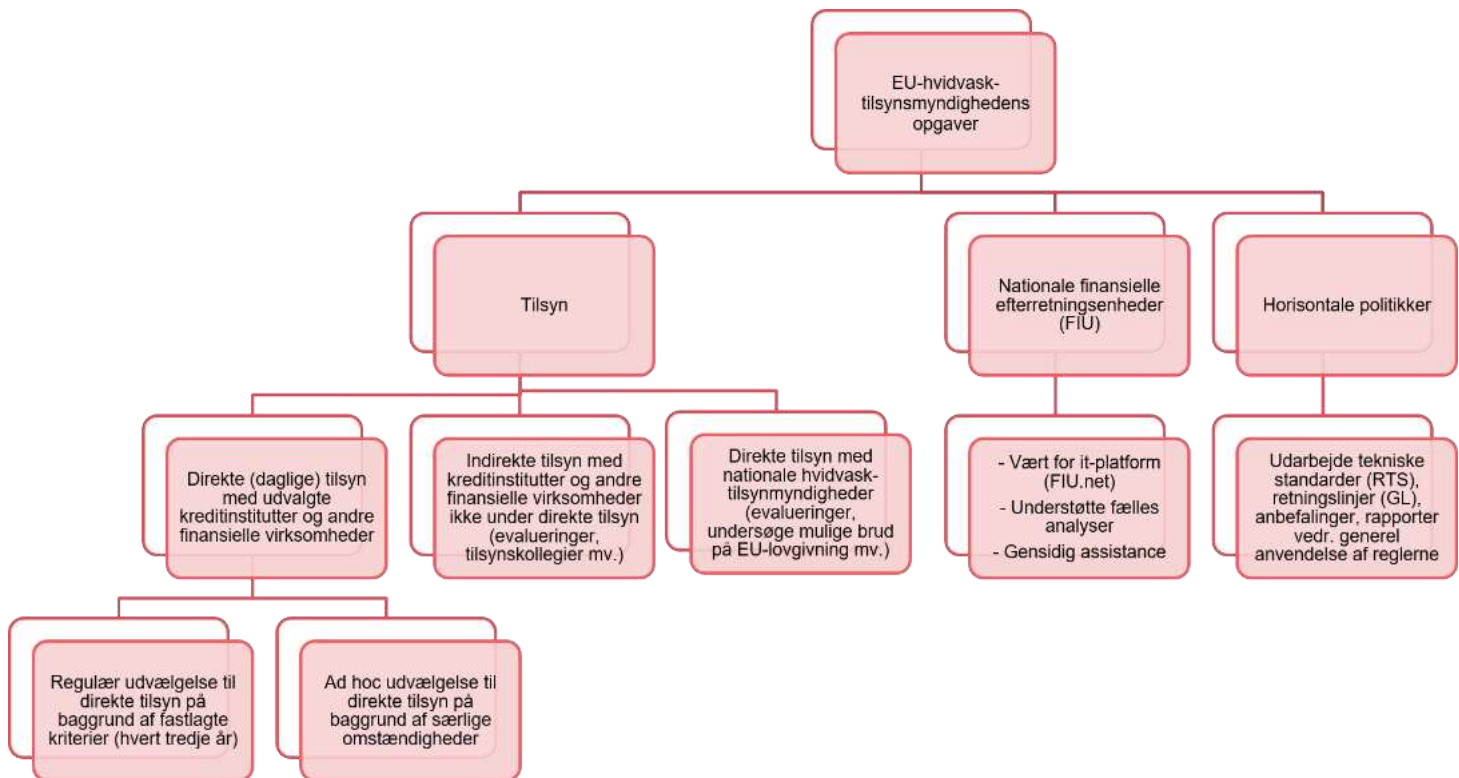 EU-hvidvask-
tilsynsmyndighedens
opgaver
Tilsyn
Nationale finansielle
efterretningsenheder
(FIU)
Horisontale politikker
Direkte (daglige) tilsyn
med udvalgte
kreditinstitutter og andre
finansielle virksomheder
Indirekte tilsyn med
kreditinstitutter og andre
finansielle virksomheder
ikke under direkte tilsyn
(evalueringer,
tilsynskollegier mv.)
Direkte tilsyn med
nationale hvidvask-
tilsynmyndigheder
(evalueringer,
undersøge mulige brud
på EU-lovgivning mv.)
- Vært for it-platform
(FIU.net)
- Understøtte fælles
analyser
- Gensidig assistance
Udarbejde tekniske
standarder (RTS),
retningslinjer (GL),
anbefalinger, rapporter
vedr. generel
anvendelse af reglerne
Regulær udvælgelse til
direkte tilsyn på
baggrund af fastlagte
kriterier (hvert tredje år)
Ad hoc udvælgelse til
direkte tilsyn på
baggrund af særlige
omstændigheder